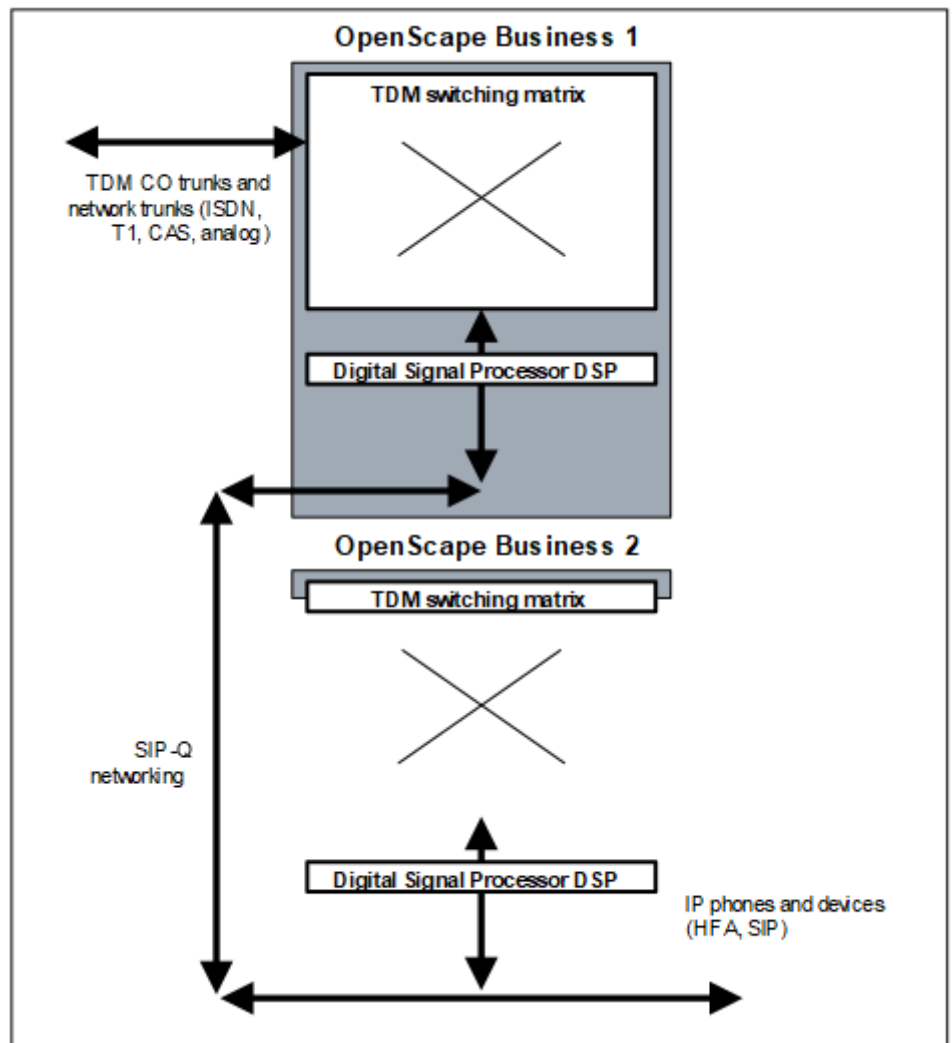 OpenScape Business 1
TDM switching matrix
TDM CO trunks and
network trunks (ISDN,
T1, CAS, analog)
Digital Signal Processor DSP
OpenScape Business 2
TDM switching matrix
SIP-Q
networking
Digital Signal Processor DSP
IP phones and devices
(HFA, SIP)